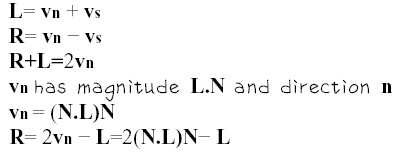 L= vn + vs
R= vn − vs
R+L=2vn
vn has magnitude L.N and direction n
vn = (N.L)N
R= 2vn − L=2(N.L)N− L